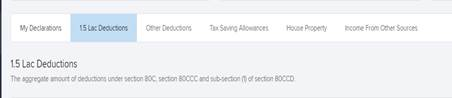 My Declarations 1.5 Lac Deductions Other Deductions Tax Saving Allowances House Property Income From Other Sources
1.5 Lac Deductions
The aggregate amount of deductions under section 80C, 80CCC and sub-section (1) of section 80CCD.